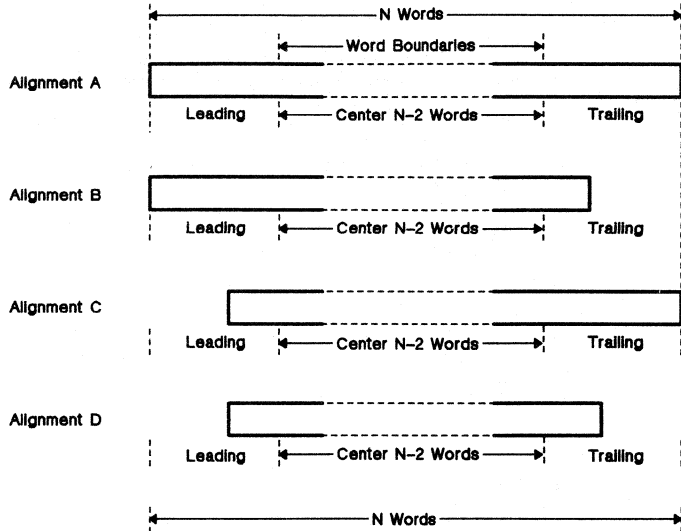 N Words
Word Boundaries
Alignment A
Leading Center N-2 Words Trailing
Alignment B
Leading Center N-2 Words Trailing
Alignment C
Leading Center N-2 Words Trailing
Alignment D
Leading Center N-2 Words Trailing
N Words